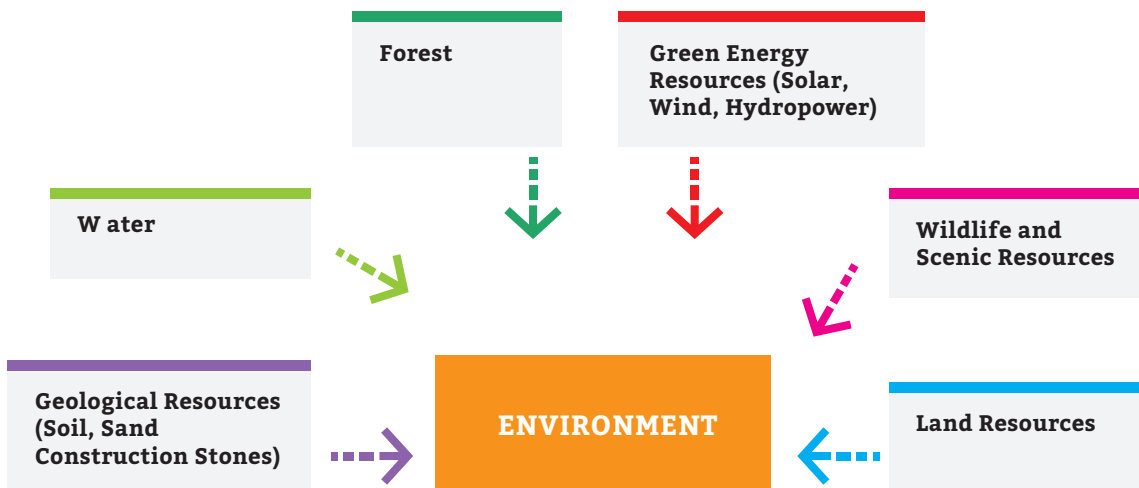 Forest
Green Energy
Resources (Solar,
Wind, Hydropower)
W ater
Wildlife and
Scenic Resources
Geological Resources
(Soil, Sand
Construction Stones)
ENVIRONMENT
Land Resources